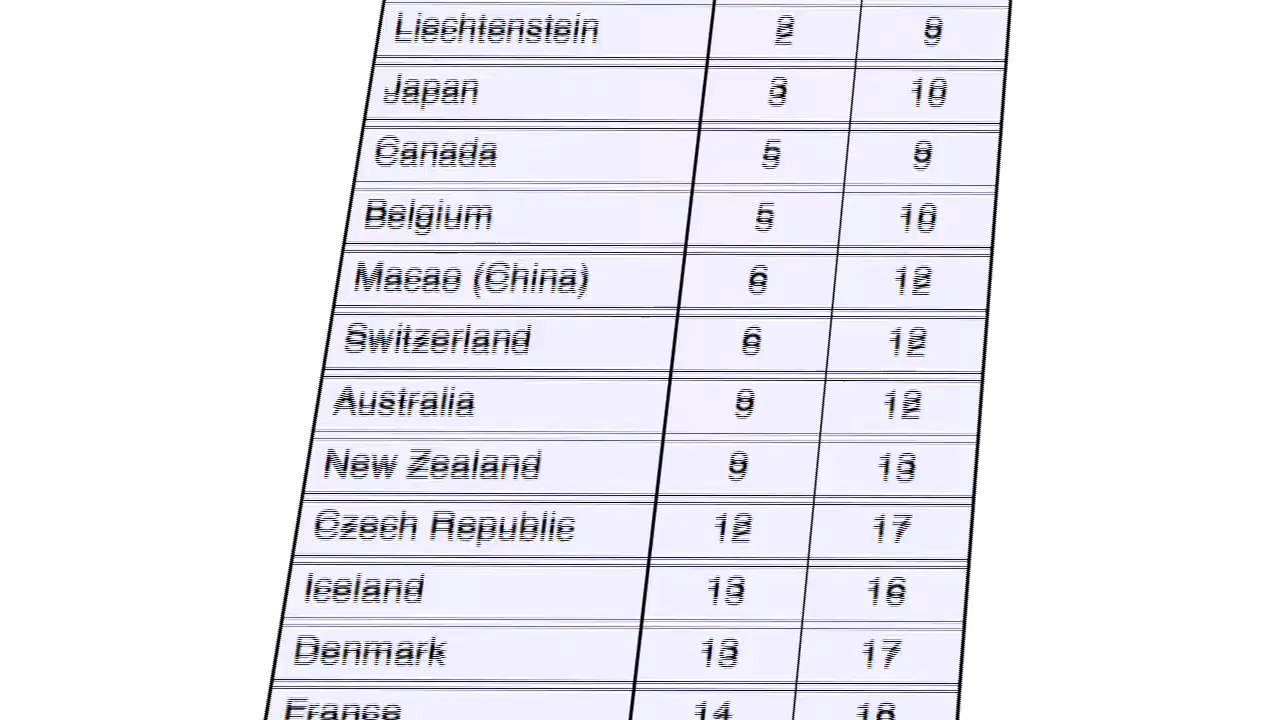 Liechtenstein 2 9
Japan 3 10
Canada 5 9
Belgium 5 10
Macao (China) 6 12
Switzerland 6 12
Australia 9 12
New Zealand 9 13
Czech Republic 12 17
Iceland 13 16
Denmark 13 17
France 14 18